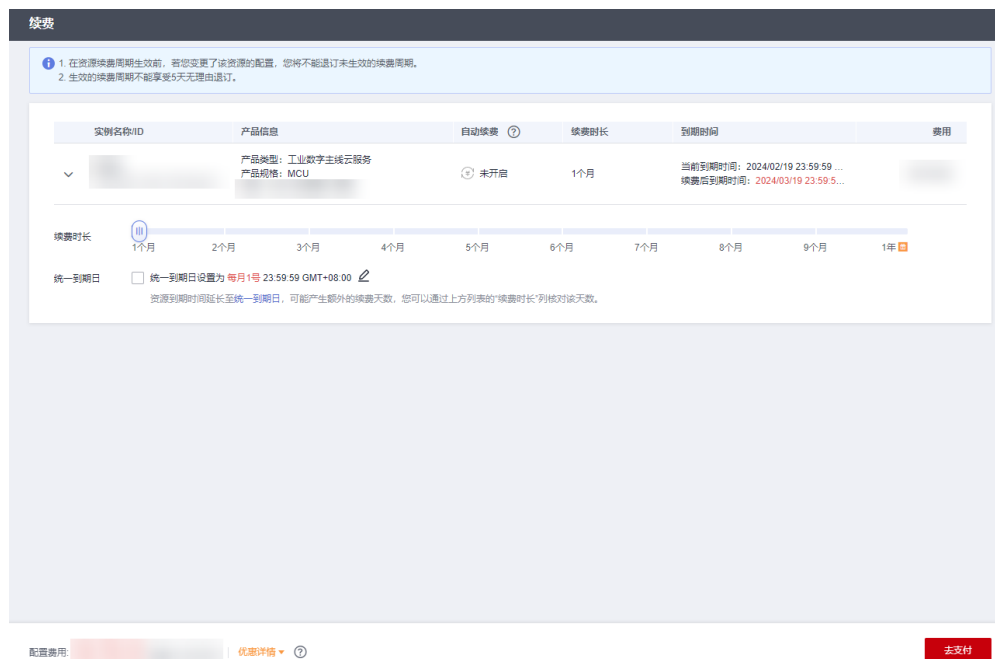 续费
1. 在资源续费周期生效前，若您变更了该资源的配置，您将不能退订未生效的续费周期。
2. 生效的续费周期不能享受5天无理由退订。
实例名称/ID 产品信息 自动续费 续费时长 到期时间 费用
产品类型：工业数字主线云服务
产品规格：MCU
未开启
1个月
当前到期时间：2024/02/19 23:59:59 ...
续费后到期时间：2024/03/19 23:59:5...
续费时长
1个月 2个月 3个月 4个月 5个月 6个月 7个月 8个月 9个月 1年
统一到期日 统一到期日设置为 每月1号 23:59:59 GMT+08:00
资源到期时间延长至统一到期日，可能产生额外的续费天数，您可以通过上方列表的“续费时长”列核对该天数。
配置费用: 优惠详情 去支付